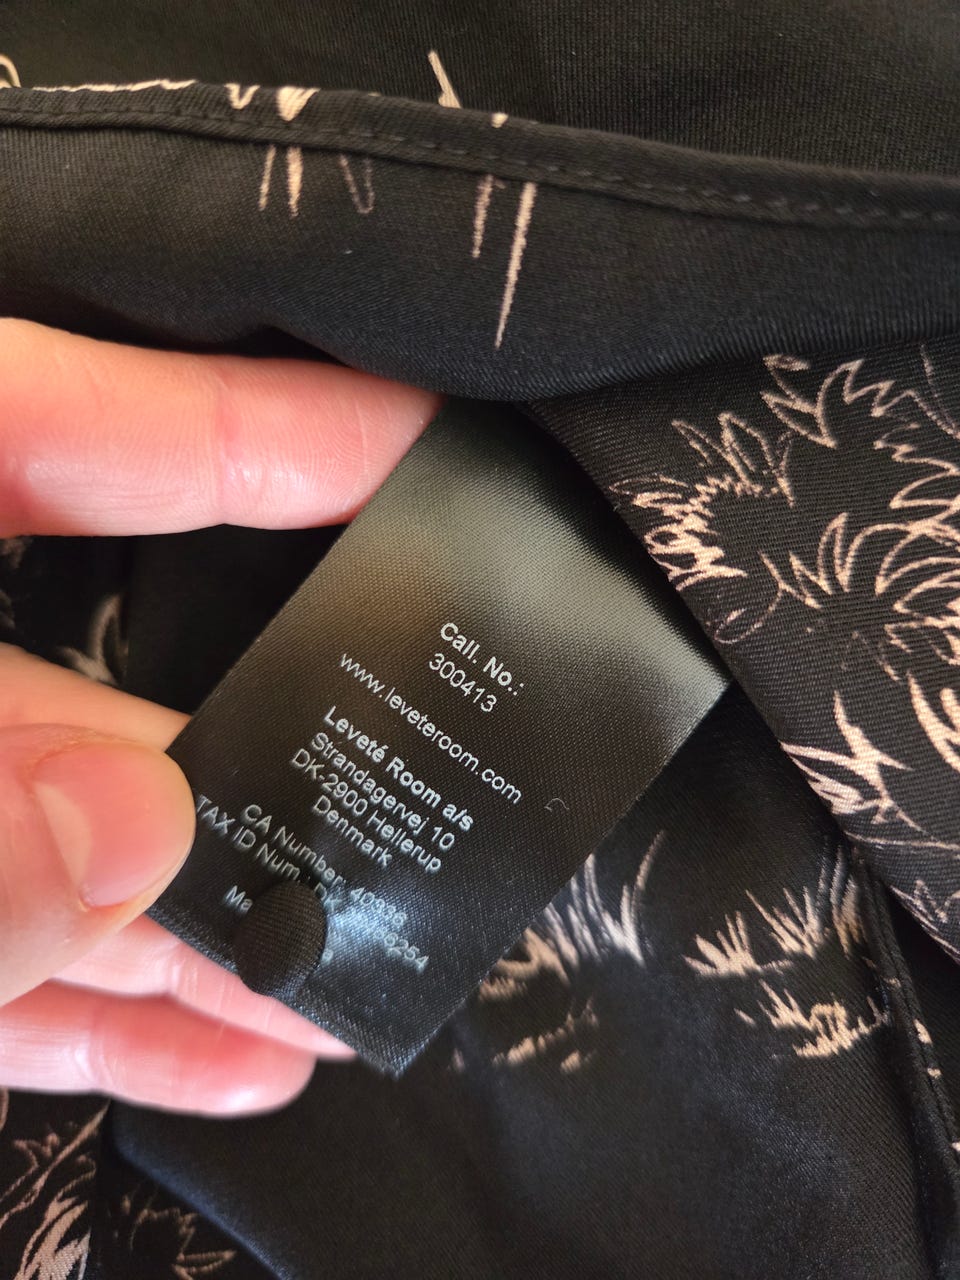 Call. No.:
300413
www.leveteroom.com
Leveté Room a/s
Strandagervej 10
DK-2900 Hellerup
Denmark
CA Number: 40936
TAX ID Num.: